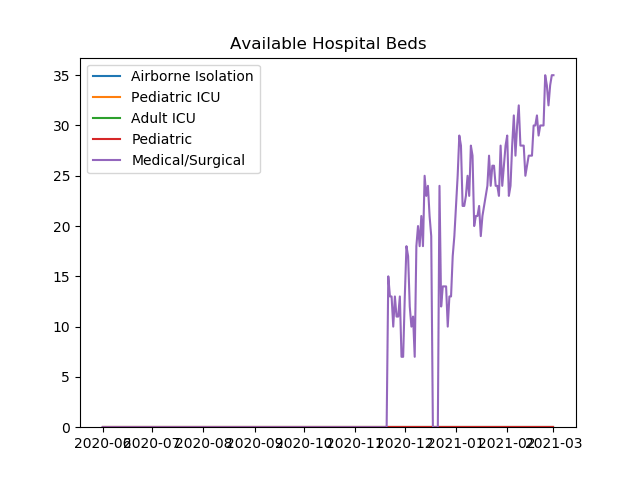 Available Hospital Beds
35
30
25
20
15
10
5
0
Airborne Isolation
Pediatric ICU
Adult ICU
Pediatric
Medical/Surgical
2020-06 2020-07 2020-08 2020-09 2020-10 2020-11 2020-12 2021-01 2021-02 2021-03